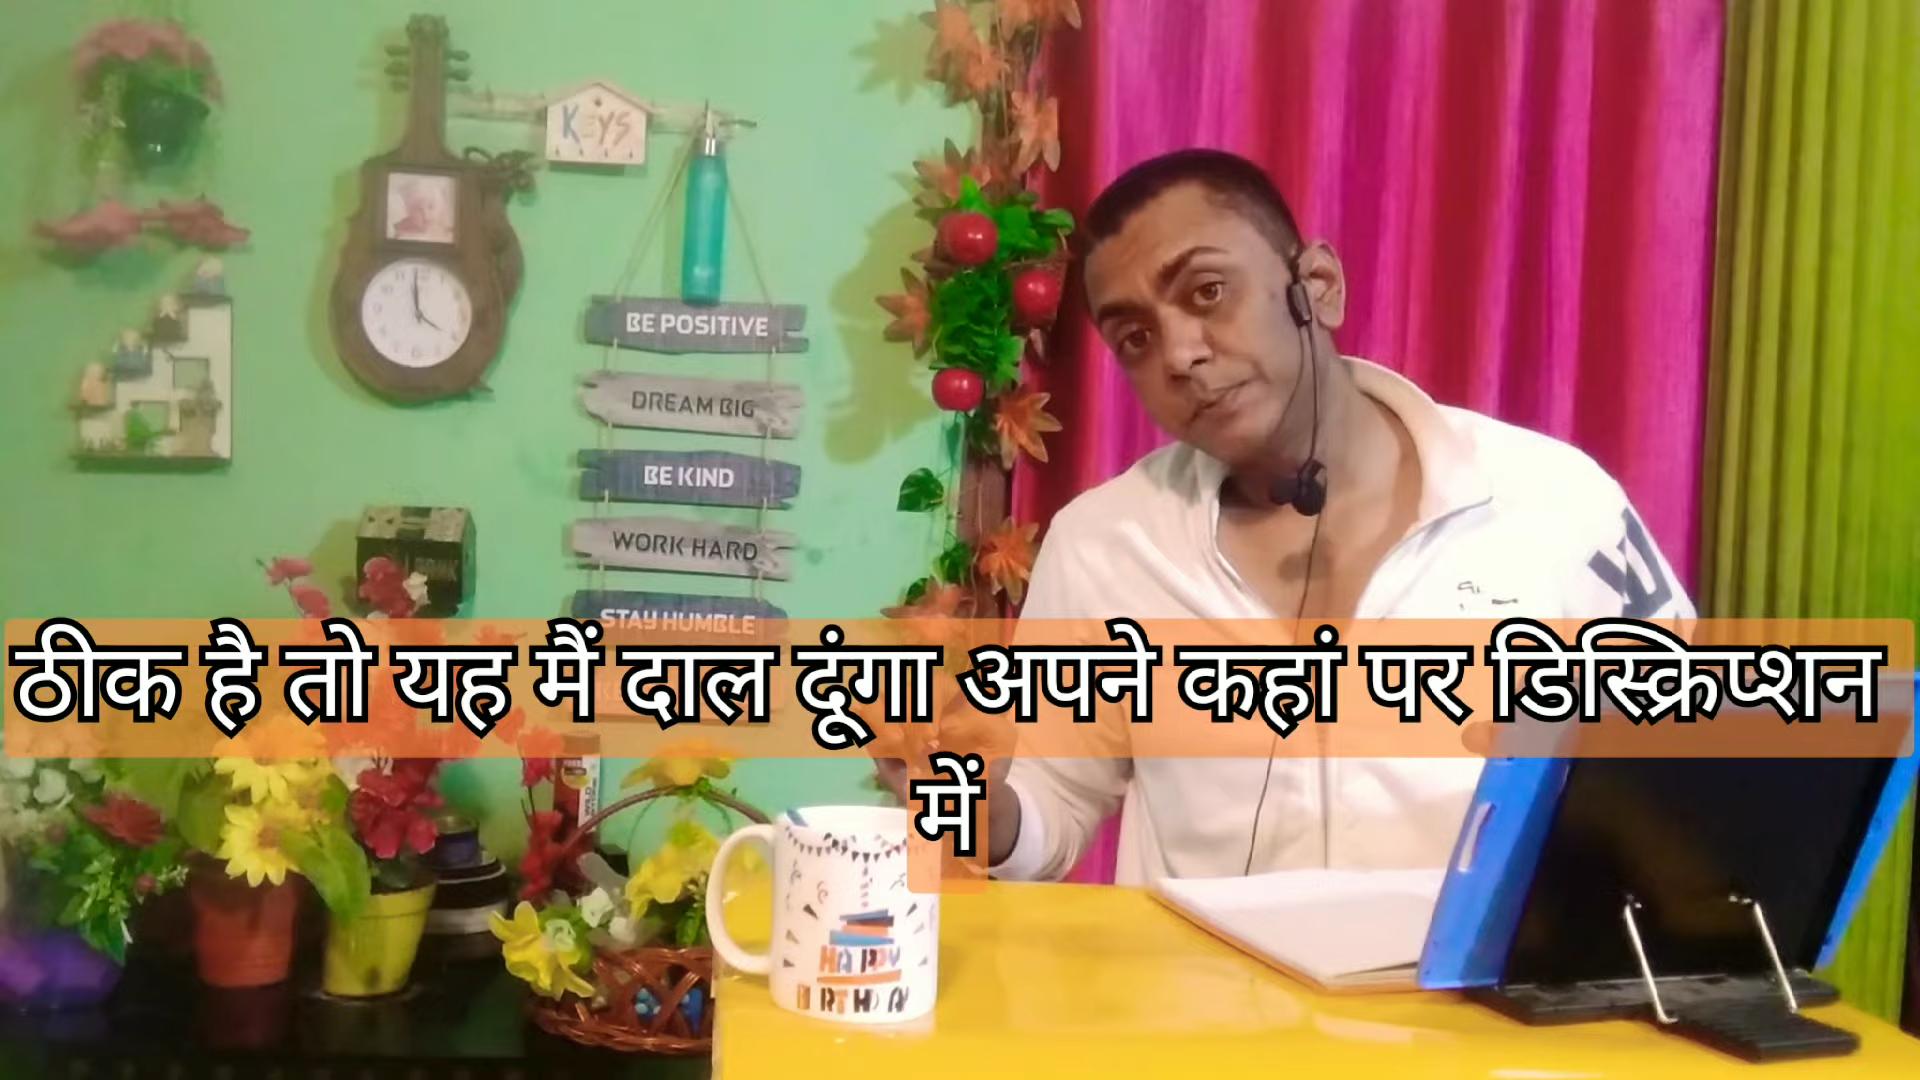 KEYS
BE POSITIVE
DREAM BIG
BE KIND
WORK HARD
STAY HUMBLE
ठीक है तो यह मैं दाल दूंगा अपने कहां पर डिस्क्रिप्शन
में
HAPPY
BIRTHDAY